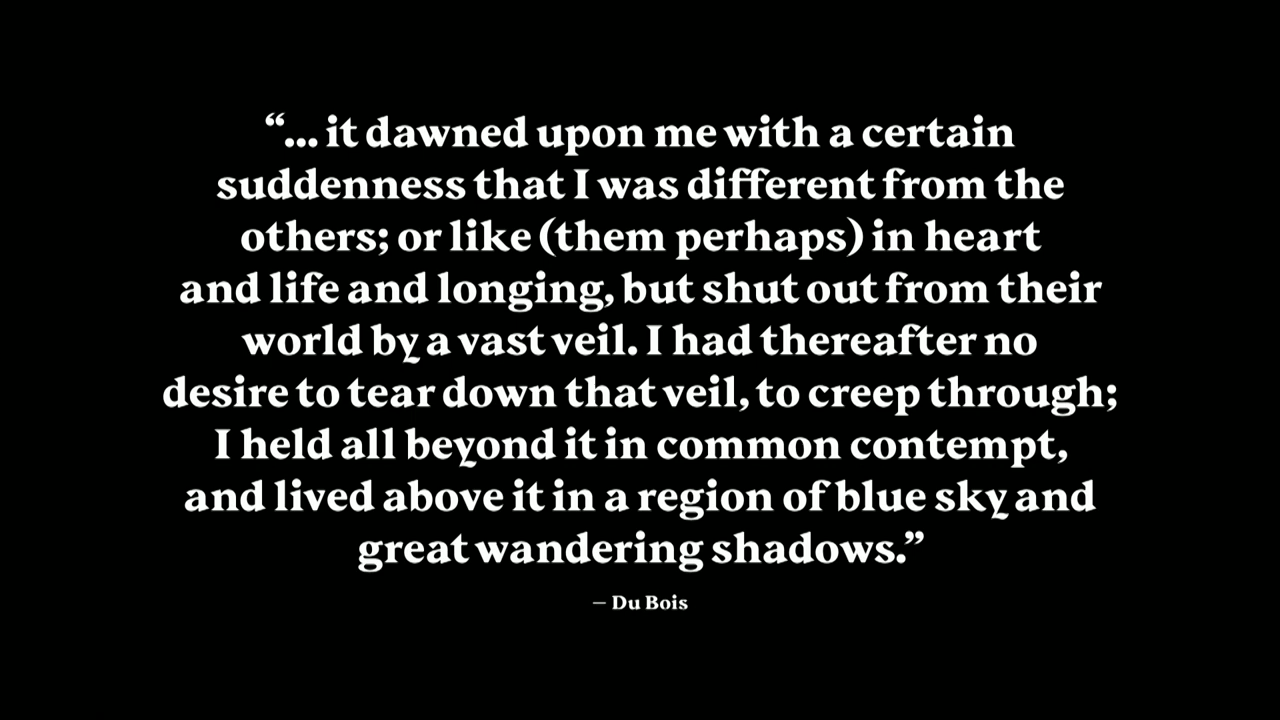 “... it dawned upon me with a certain
suddenness that I was different from the
others; or like (them perhaps) in heart
and life and longing, but shut out from their
world by a vast veil. I had thereafter no
desire to tear down that veil, to creep through;
I held all beyond it in common contempt,
and lived above it in a region of blue sky and
great wandering shadows.”
— Du Bois